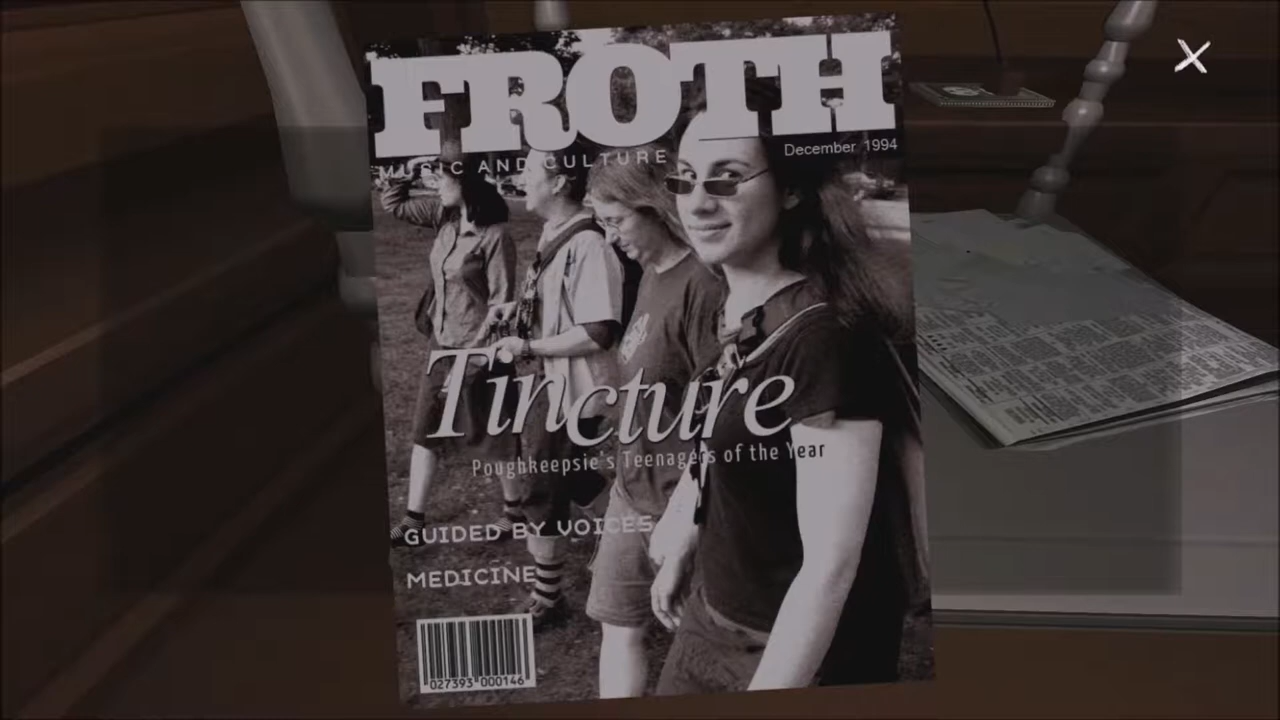 FROTH
MUSIC AND CULTURE
December 1994
Tincture
Poughkeepsie's Teenagers of the Year
GUIDED BY VOICES
MEDICINE
027393 000146